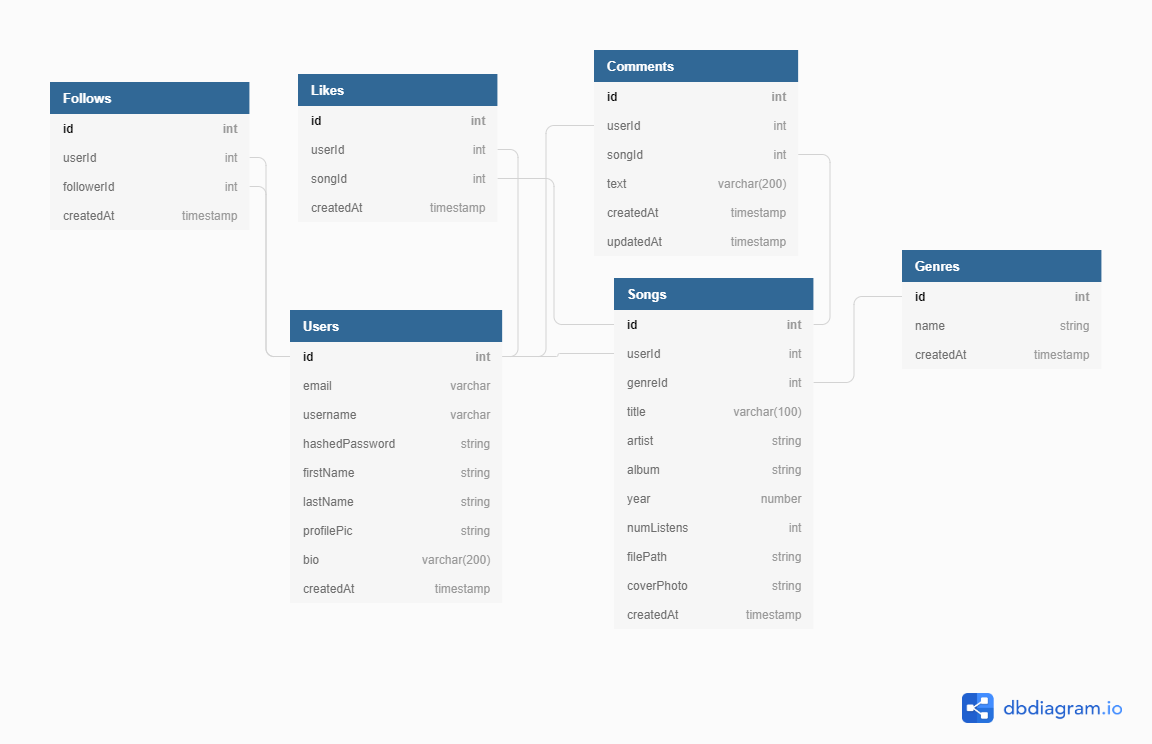 Follows
id int
userId int
followerId int
createdAt timestamp
Likes
id int
userId int
songId int
createdAt timestamp
Comments
id int
userId int
songId int
text varchar(200)
createdAt timestamp
updatedAt timestamp
Genres
id int
name string
createdAt timestamp
Users
id int
email varchar
username varchar
hashedPassword string
firstName string
lastName string
profilePic string
bio varchar(200)
createdAt timestamp
Songs
id int
userId int
genreId int
title varchar(100)
artist string
album string
year number
numListens int
filePath string
coverPhoto string
createdAt timestamp
dbdiagram.io